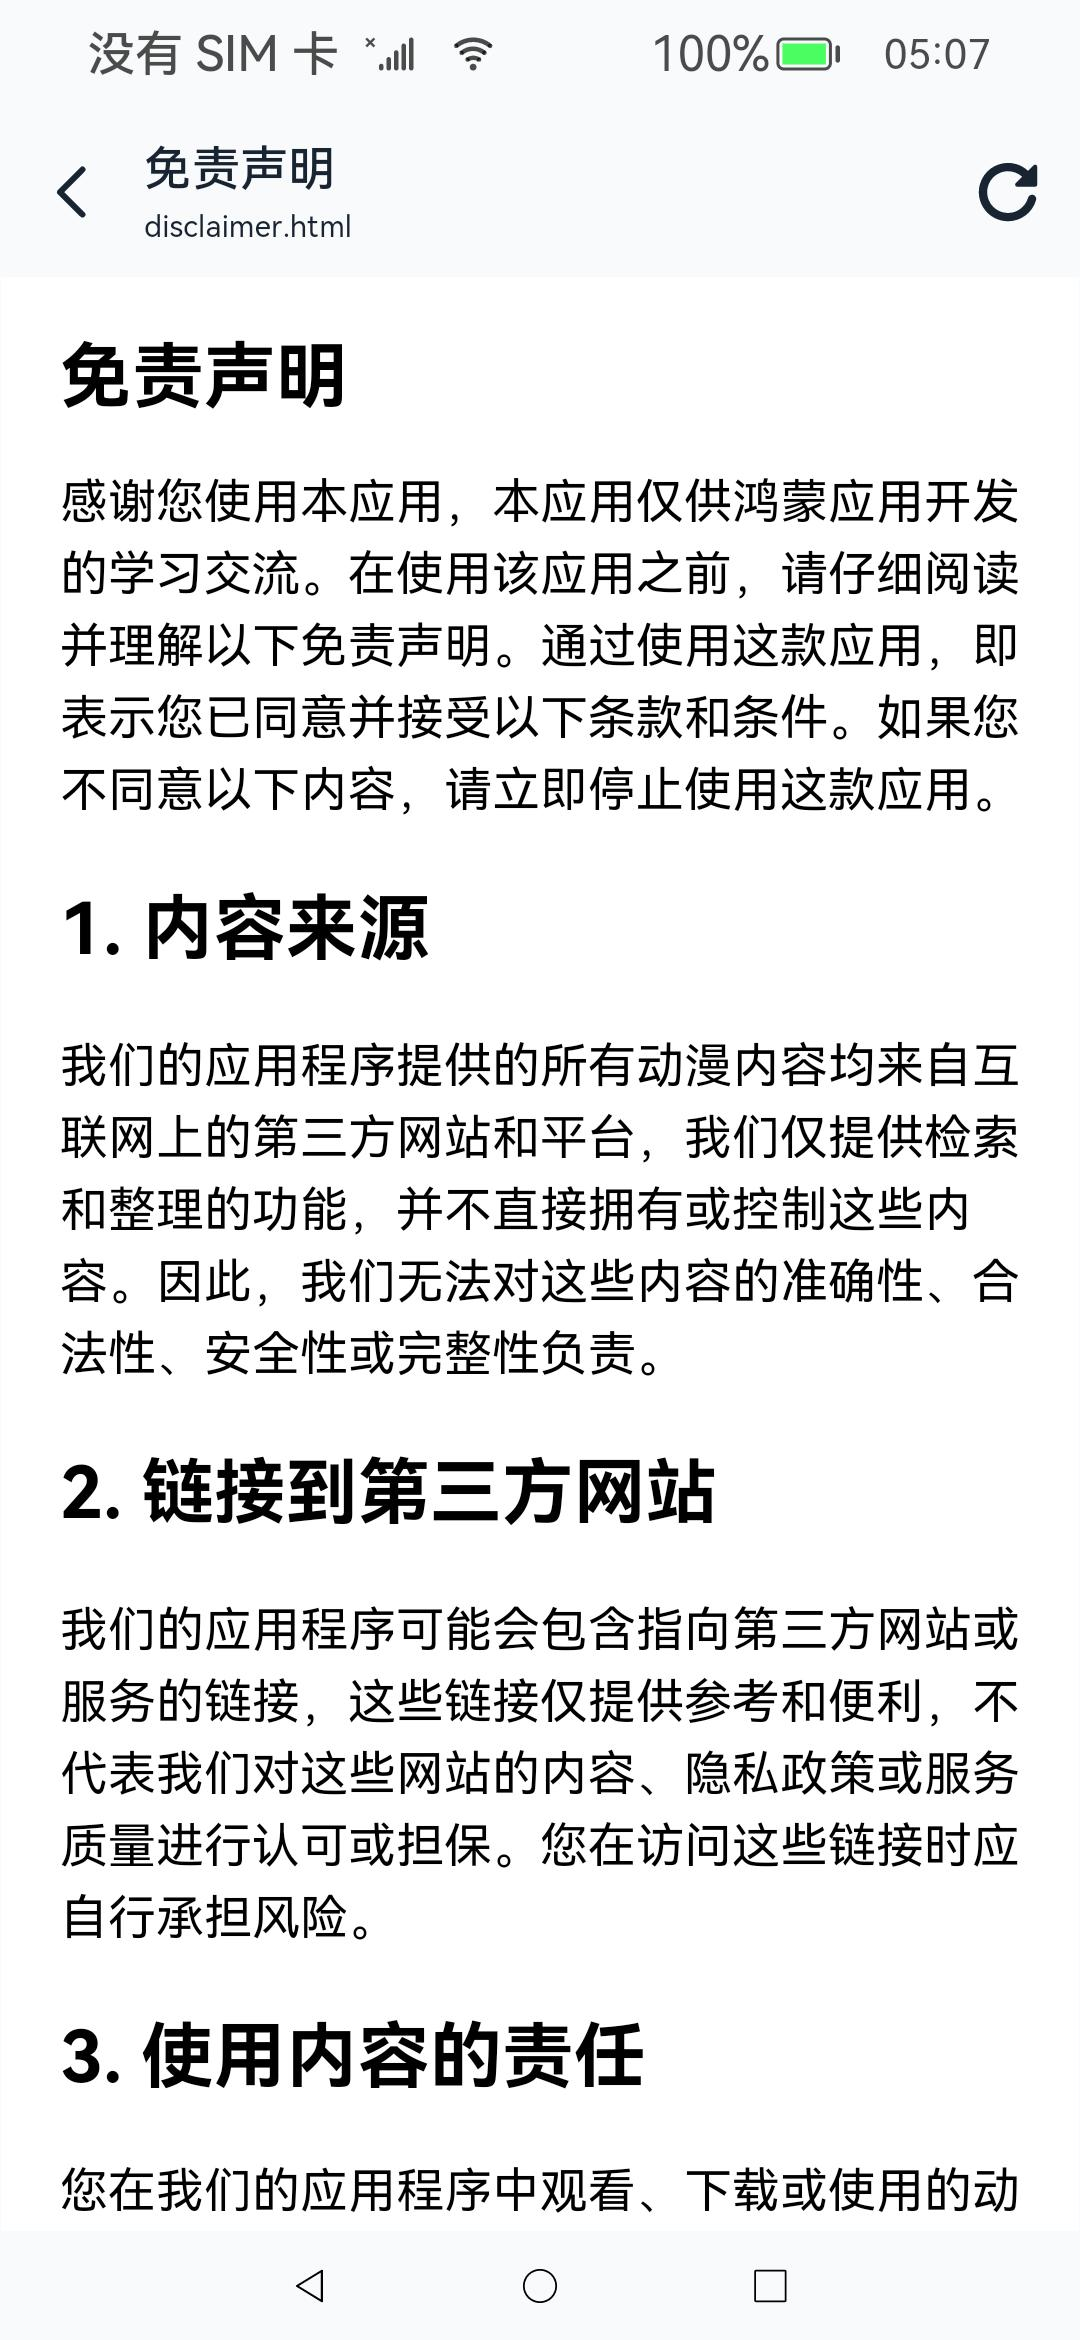 没有 SIM 卡 100% 05:07
免责声明
disclaimer.html
免责声明
感谢您使用本应用，本应用仅供鸿蒙应用开发
的学习交流。在使用该应用之前，请仔细阅读
并理解以下免责声明。通过使用这款应用，即
表示您已同意并接受以下条款和条件。如果您
不同意以下内容，请立即停止使用这款应用。
1. 内容来源
我们的应用程序提供的所有动漫内容均来自互
联网上的第三方网站和平台，我们仅提供检索
和整理的功能，并不直接拥有或控制这些内
容。因此，我们无法对这些内容的准确性、合
法性、安全性或完整性负责。
2. 链接到第三方网站
我们的应用程序可能会包含指向第三方网站或
服务的链接，这些链接仅提供参考和便利，不
代表我们对这些网站的内容、隐私政策或服务
质量进行认可或担保。您在访问这些链接时应
自行承担风险。
3. 使用内容的责任
您在我们的应用程序中观看、下载或使用的动